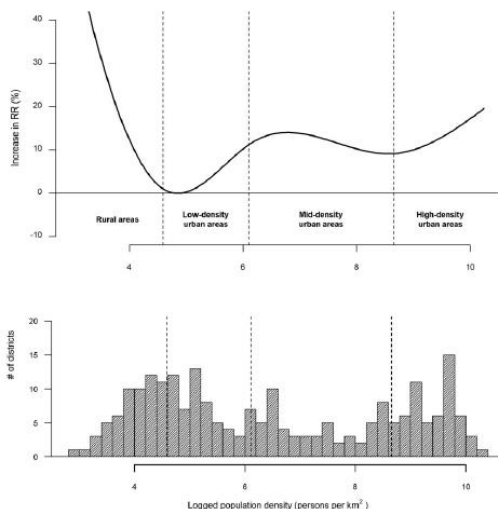 40
30
20
10
0
-10
Increase in RR (%)
Rural areas
Low-density
urban areas
Mid-density
urban areas
High-density
urban areas
4 6 8 10
20
15
10
5
0
# of districts
4 6 8 10
Logged population density (persons per km²)